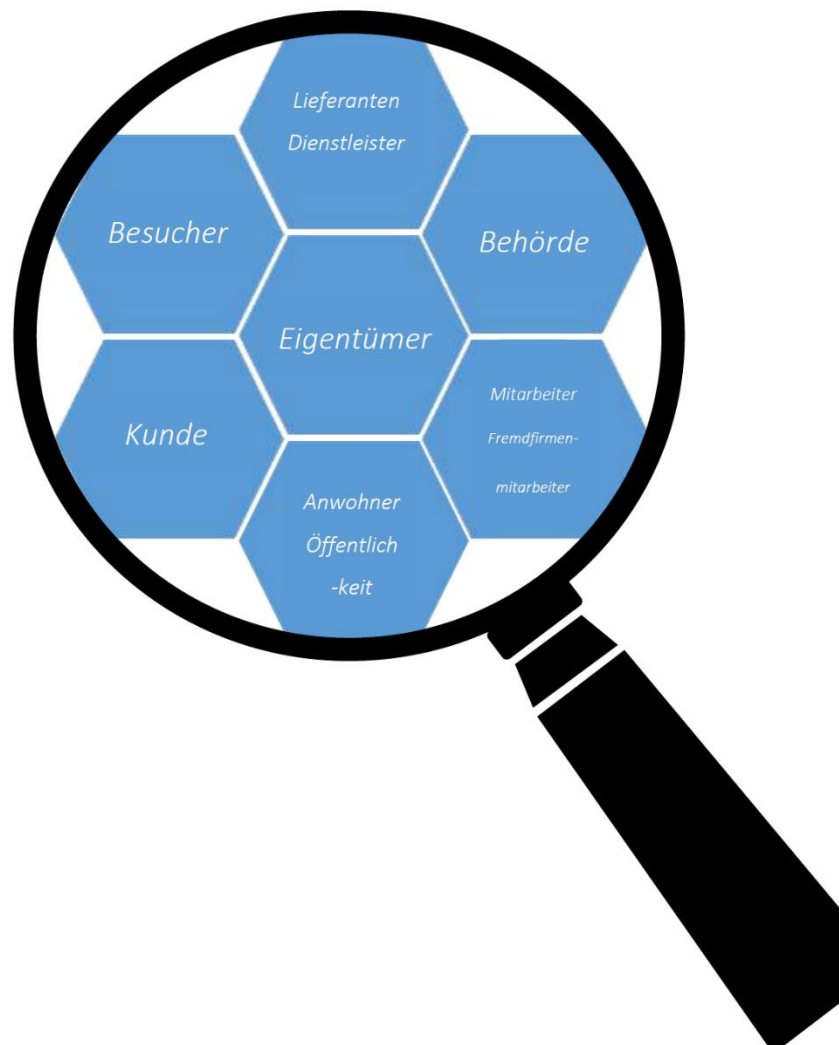 Lieferanten
Dienstleister
Besucher
Behörde
Eigentümer
Kunde
Mitarbeiter
Fremdfirmen-
mitarbeiter
Anwohner
Öffentlich
-keit